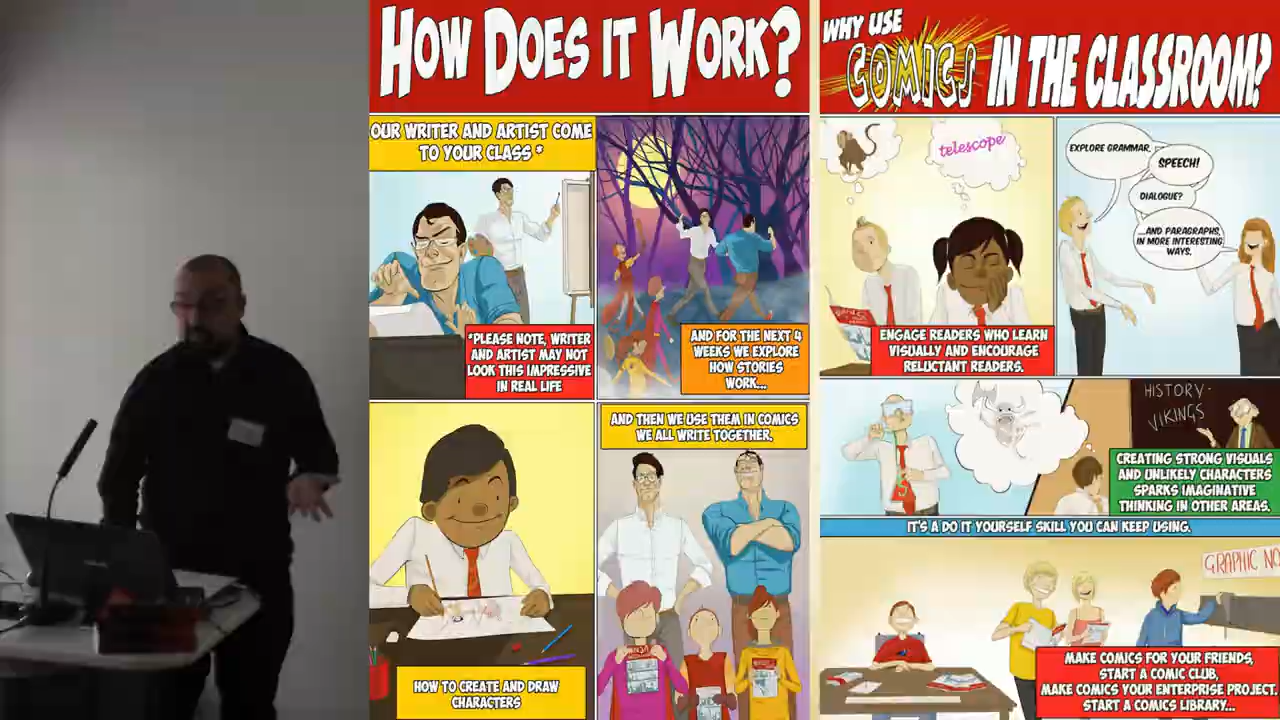 HOW DOES IT WORK?
OUR WRITER AND ARTIST COME
TO YOUR CLASS *
*PLEASE NOTE, WRITER
AND ARTIST MAY NOT
LOOK THIS IMPRESSIVE
IN REAL LIFE
AND FOR THE NEXT 4
WEEKS WE EXPLORE
HOW STORIES
WORK...
HOW TO CREATE AND DRAW
CHARACTERS
AND THEN WE USE THEM IN COMICS
WE ALL WRITE TOGETHER.
WHY USE
COMICS IN THE CLASSROOM?
telescope
ENGAGE READERS WHO LEARN
VISUALLY AND ENCOURAGE
RELUCTANT READERS.
EXPLORE GRAMMAR,
SPEECH!
DIALOGUE?
...AND PARAGRAPHS,
IN MORE INTERESTING
WAYS.
HISTORY -
VIKINGS
CREATING STRONG VISUALS
AND UNLIKELY CHARACTERS
SPARKS IMAGINATIVE
THINKING IN OTHER AREAS.
IT'S A DO IT YOURSELF SKILL YOU CAN KEEP USING.
GRAPHIC NO
MAKE COMICS FOR YOUR FRIENDS,
START A COMIC CLUB,
MAKE COMICS YOUR ENTERPRISE PROJECT.
START A COMICS LIBRARY...